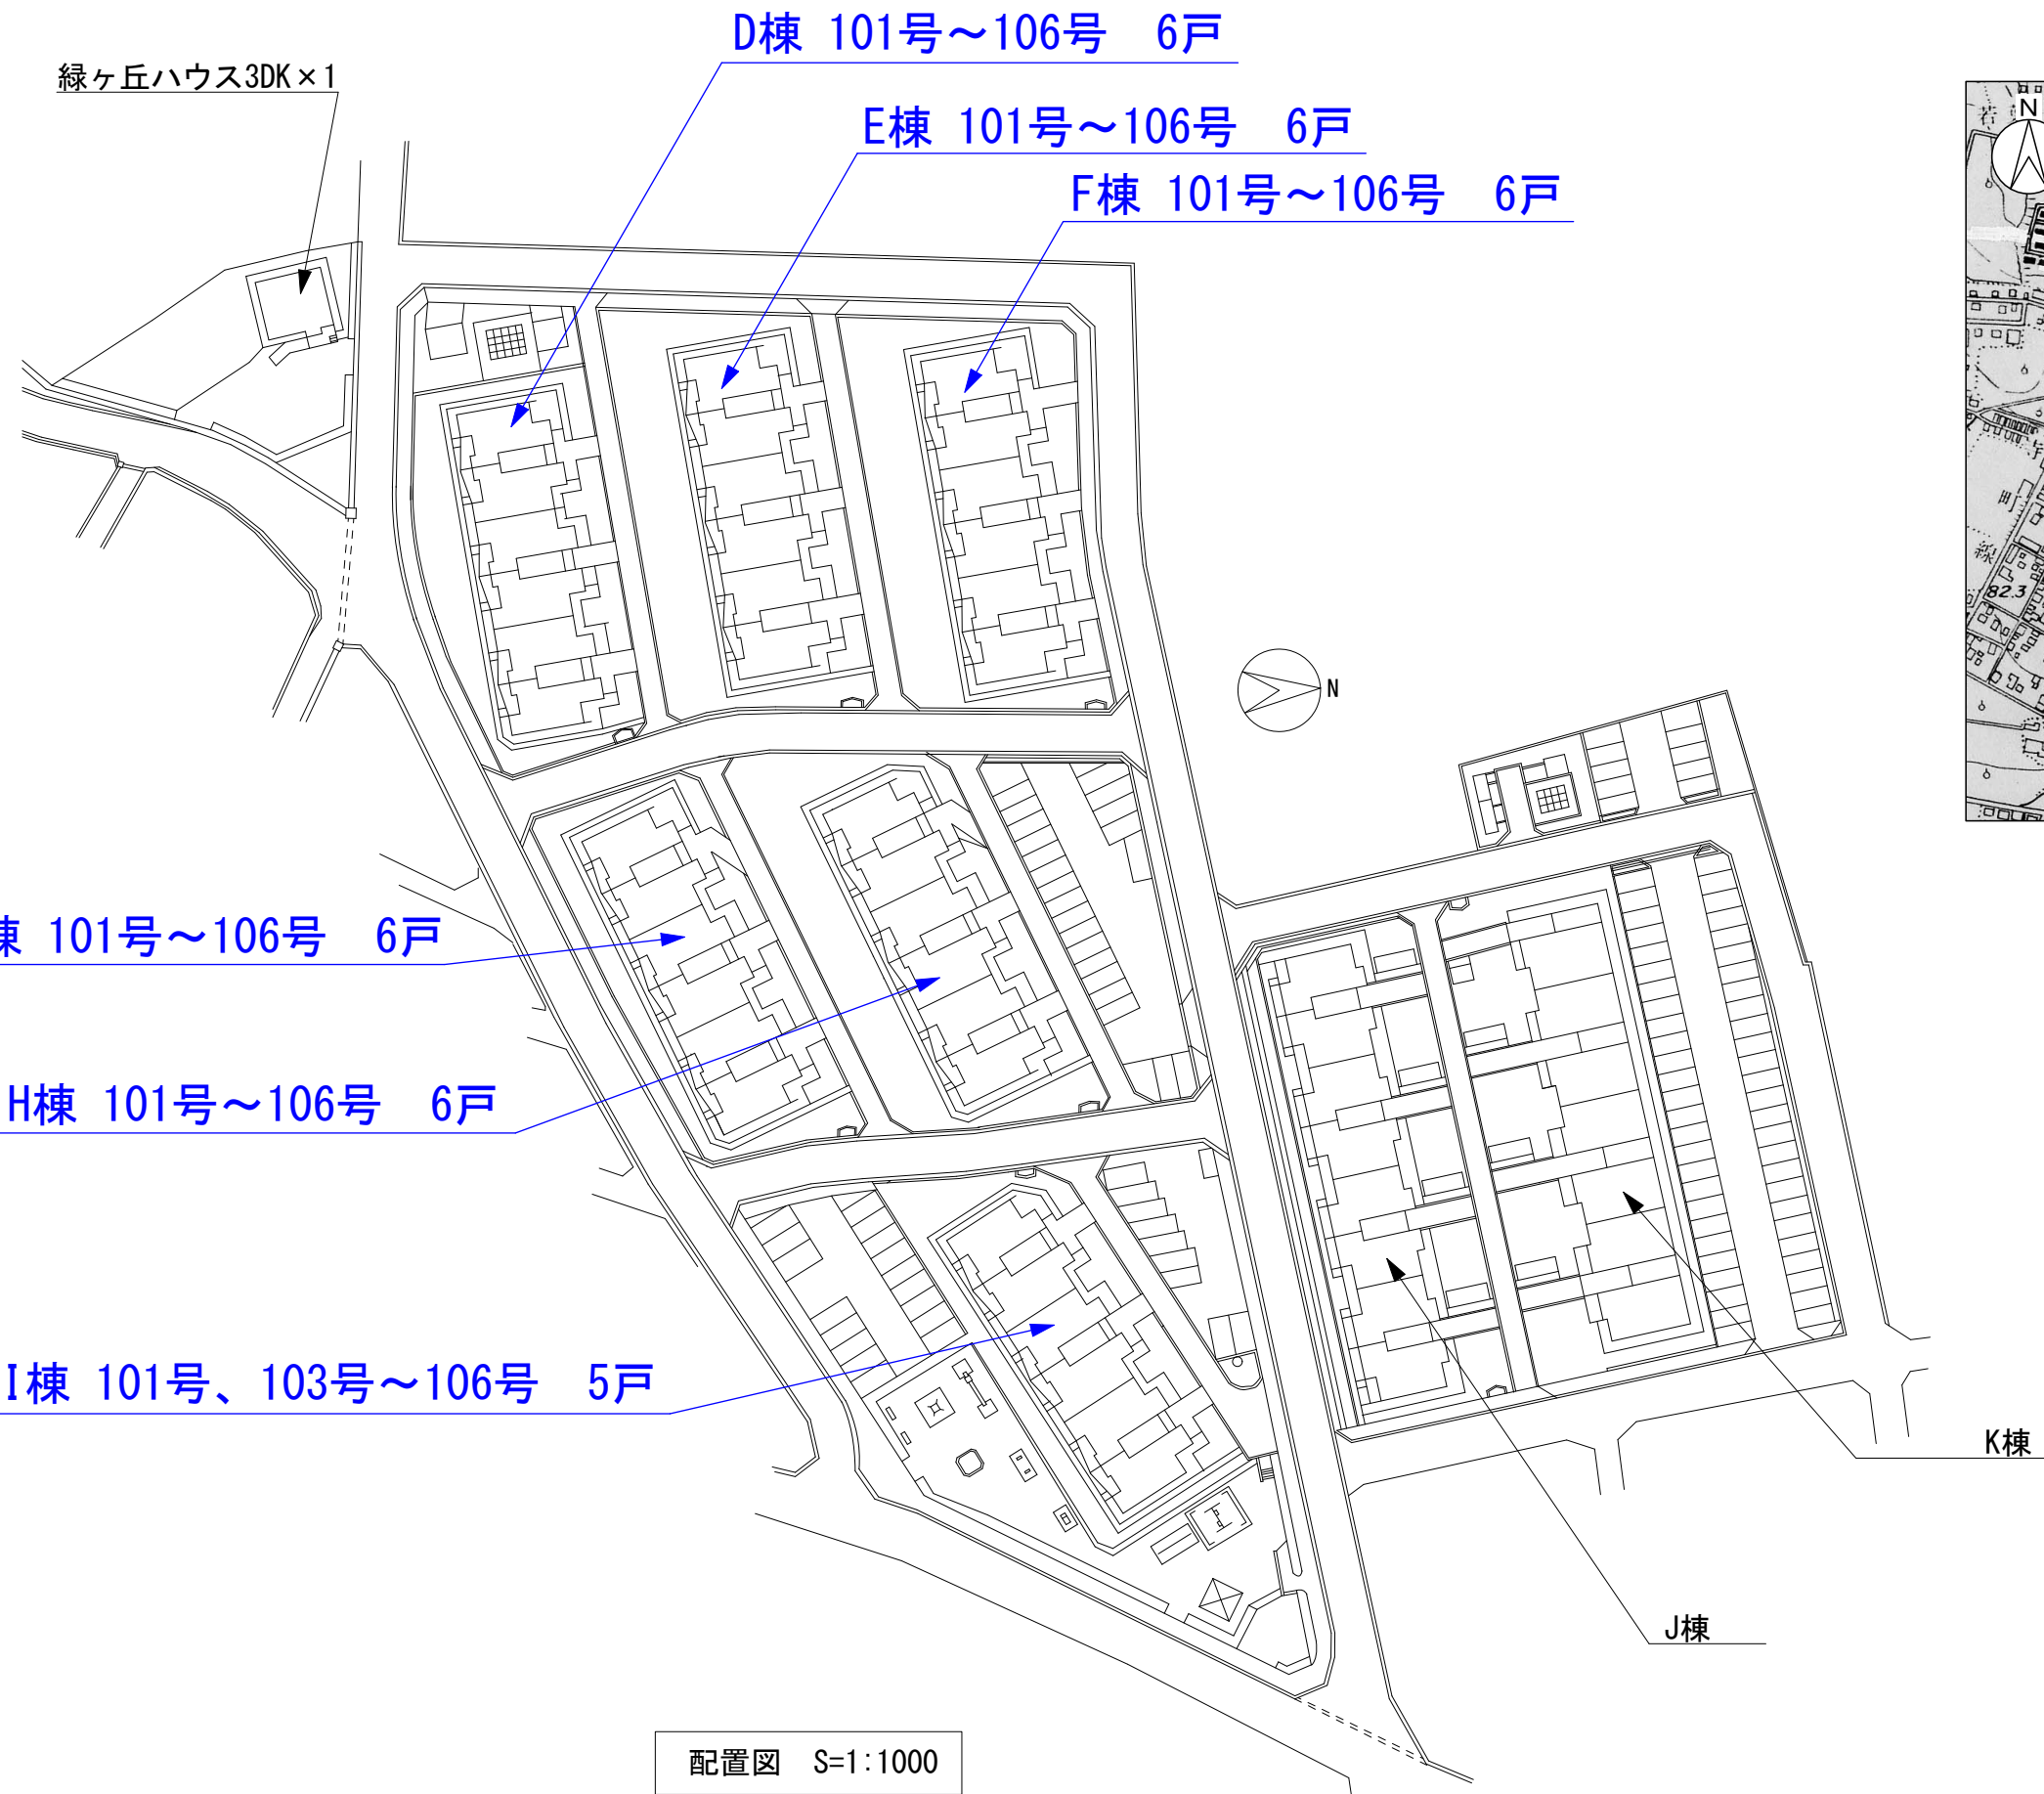 D棟 101号～106号　6戸
緑ヶ丘ハウス3DK×1
E棟 101号～106号　6戸
N
F棟 101号～106号　6戸
82.3
N
棟 101号～106号　6戸
H棟 101号～106号　6戸
I棟 101号、103号～106号　5戸
K棟
J棟
配置図　S=1:1000